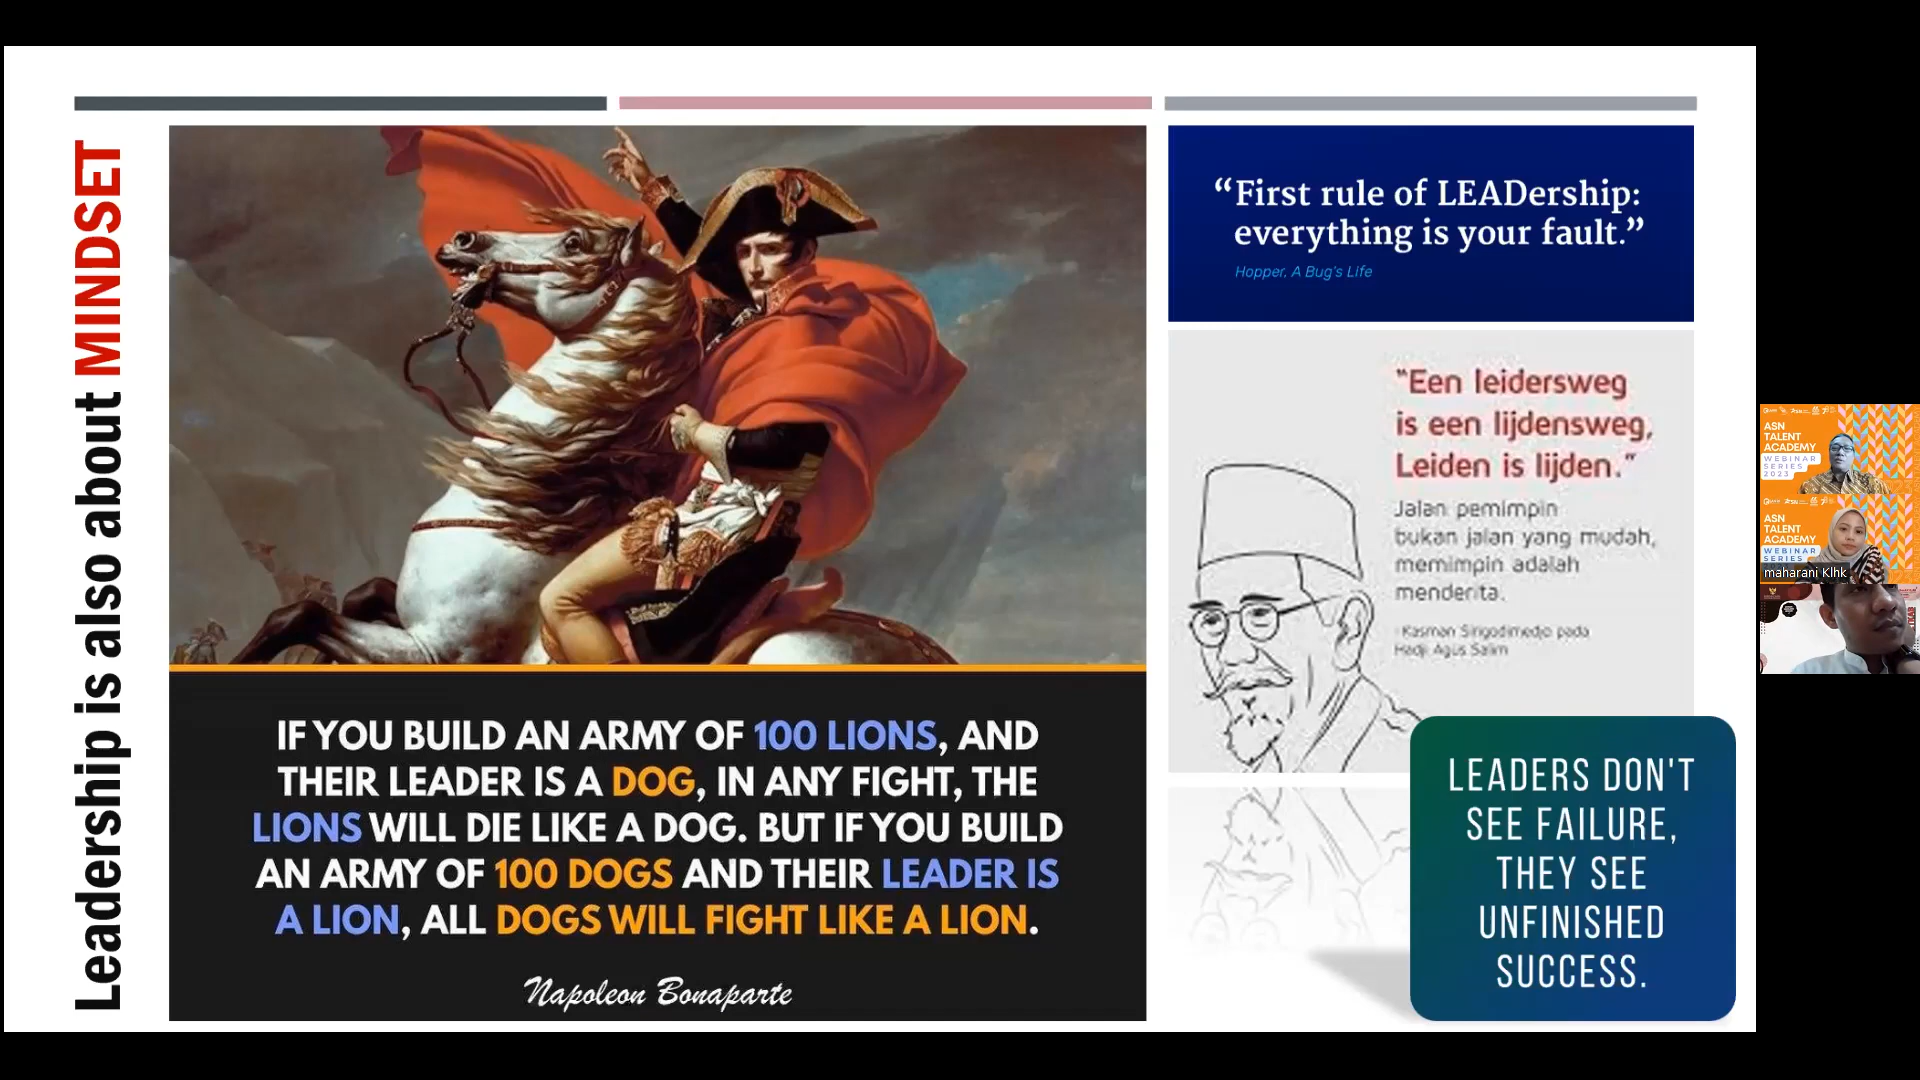 Leadership is also about MINDSET
IF YOU BUILD AN ARMY OF 100 LIONS, AND
THEIR LEADER IS A DOG, IN ANY FIGHT, THE
LIONS WILL DIE LIKE A DOG. BUT IF YOU BUILD
AN ARMY OF 100 DOGS AND THEIR LEADER IS
A LION, ALL DOGS WILL FIGHT LIKE A LION.
Napoleon Bonaparte
“First rule of LEADership:
everything is your fault.”
Hopper, A Bug's Life
“Een leidersweg
is een lijdensweg,
Leiden is lijden.”
Jalan pemimpin
bukan jalan yang mudah,
memimpin adalah
menderita.
- Kasman Singodimedjo pada
Hadji Agus Salim
LEADERS DON'T
SEE FAILURE,
THEY SEE
UNFINISHED
SUCCESS.
ASN
TALENT
ACADEMY
WEBINAR
SERIES
2023
ASN
TALENT
ACADEMY
WEBINAR
SERIES
maharani Klhk